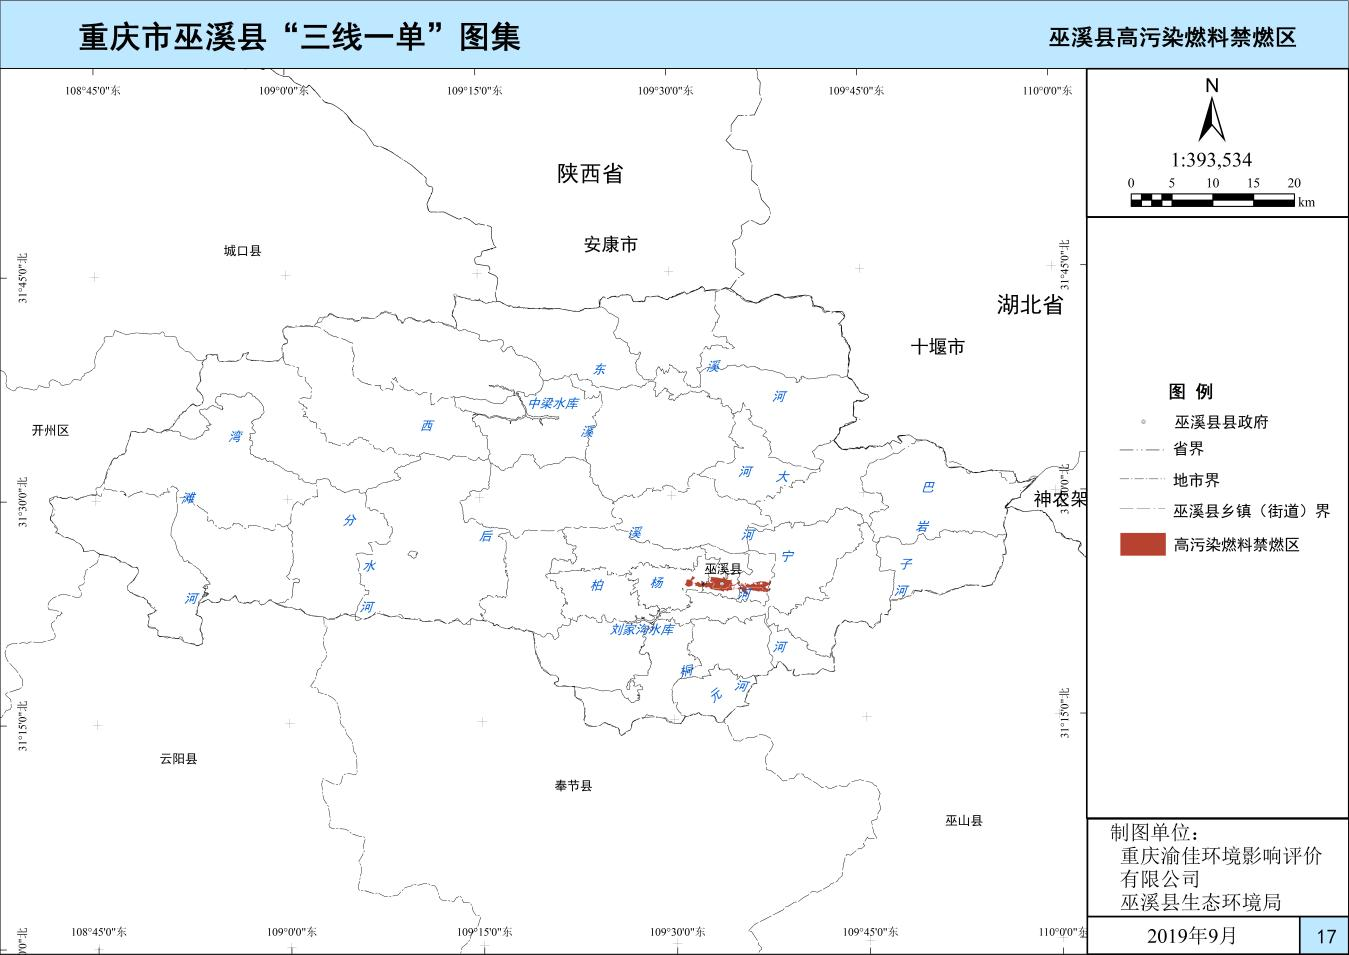 重庆市巫溪县“三线一单”图集
巫溪县高污染燃料禁燃区
108°45'0"东
109°0'0"东
109°15'0"东
109°30'0"东
109°45'0"东
110°0'0"东
N
1:393,534
0 5 10 15 20
km
陕西省
安康市
城口县
31°45'0"北
31°45'0"北
湖北省
十堰市
东
溪
河
中梁水库
溪
西
湾
开州区
河
大
巴
滩
31°30'0"北
神农架
分
岩
后
溪
河
宁
水
子
巫溪县
柏
杨
河
河
河
河
刘家沟水库
河
桐
元
河
31°15'0"北
31°15'0"北
云阳县
奉节县
巫山县
108°45'0"东
109°0'0"东
109°15'0"东
109°30'0"东
109°45'0"东
110°0'0"东
图 例
巫溪县县政府
省界
地市界
巫溪县乡镇（街道）界
高污染燃料禁燃区
制图单位：
重庆渝佳环境影响评价
有限公司
巫溪县生态环境局
2019年9月
17